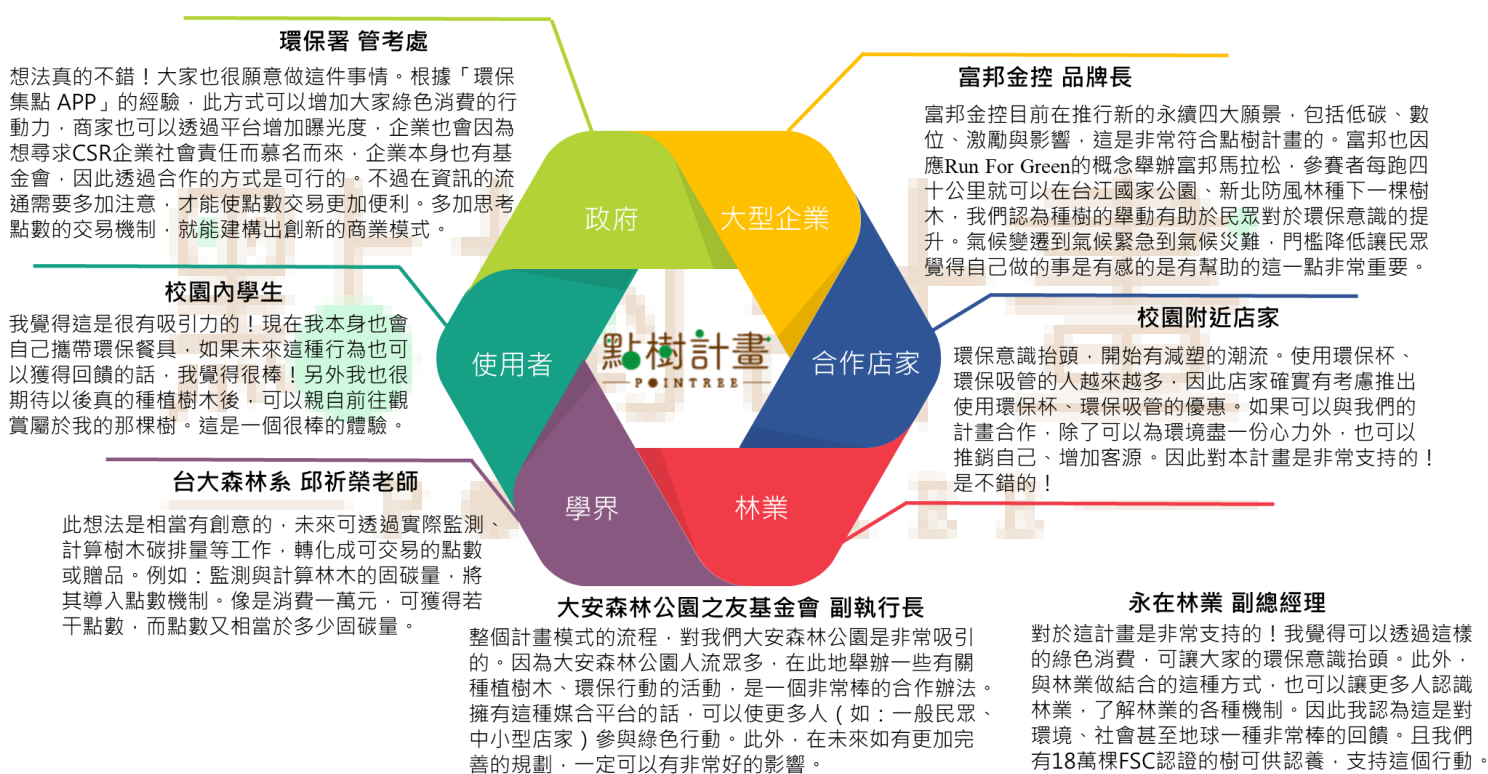 環保署 管考處
想法真的不錯！大家也很願意做這件事情。根據「環保
集點 APP」的經驗，此方式可以增加大家綠色消費的行
動力，商家也可以透過平台增加曝光度，企業也會因為
想尋求CSR企業社會責任而慕名而來，企業本身也有基
金會，因此透過合作的方式是可行的。不過在資訊的流
通需要多加注意，才能使點數交易更加便利。多加思考
點數的交易機制，就能建構出創新的商業模式。
富邦金控 品牌長
富邦金控目前在推行新的永續四大願景，包括低碳、數
位、激勵與影響，這是非常符合點樹計畫的。富邦也因
應Run For Green的概念舉辦富邦馬拉松，參賽者每跑四
十公里就可以在台江國家公園、新北防風林種下一棵樹
木，我們認為種樹的舉動有助於民眾對於環保意識的提
升。氣候變遷到氣候緊急到氣候災難，門檻降低讓民眾
覺得自己做的事是有感的是有幫助的這一點非常重要。
政府
大型企業
校園內學生
我覺得這是很有吸引力的！現在我本身也會
自己攜帶環保餐具，如果未來這種行為也可
以獲得回饋的話，我覺得很棒！另外我也很
期待以後真的種植樹木後，可以親自前往觀
賞屬於我的那棵樹。這是一個很棒的體驗。
使用者
點樹計畫
POINTREE
合作店家
校園附近店家
環保意識抬頭，開始有減塑的潮流。使用環保杯、
環保吸管的人越來越多，因此店家確實有考慮推出
使用環保杯、環保吸管的優惠。如果可以與我們的
計畫合作，除了可以為環境盡一份心力外，也可以
推銷自己、增加客源。因此對本計畫是非常支持的！
是不錯的！
學界
林業
台大森林系 邱祈榮老師
此想法是相當有創意的，未來可透過實際監測、
計算樹木碳排量等工作，轉化成可交易的點數
或贈品。例如：監測與計算林木的固碳量，將
其導入點數機制。像是消費一萬元，可獲得若
干點數，而點數又相當於多少固碳量。
大安森林公園之友基金會 副執行長
整個計畫模式的流程，對我們大安森林公園是非常吸引
的。因為大安森林公園人流眾多，在此地舉辦一些有關
種植樹木、環保行動的活動，是一個非常棒的合作辦法。
擁有這種媒合平台的話，可以使更多人（如：一般民眾、
中小型店家）參與綠色行動。此外，在未來如有更加完
善的規劃，一定可以有非常好的影響。
永在林業 副總經理
對於這計畫是非常支持的！我覺得可以透過這樣
的綠色消費，可讓大家的環保意識抬頭。此外，
與林業做結合的這種方式，也可以讓更多人認識
林業，了解林業的各種機制。因此我認為這是對
環境、社會甚至地球一種非常棒的回饋。且我們
有18萬棵FSC認證的樹可供認養，支持這個行動。